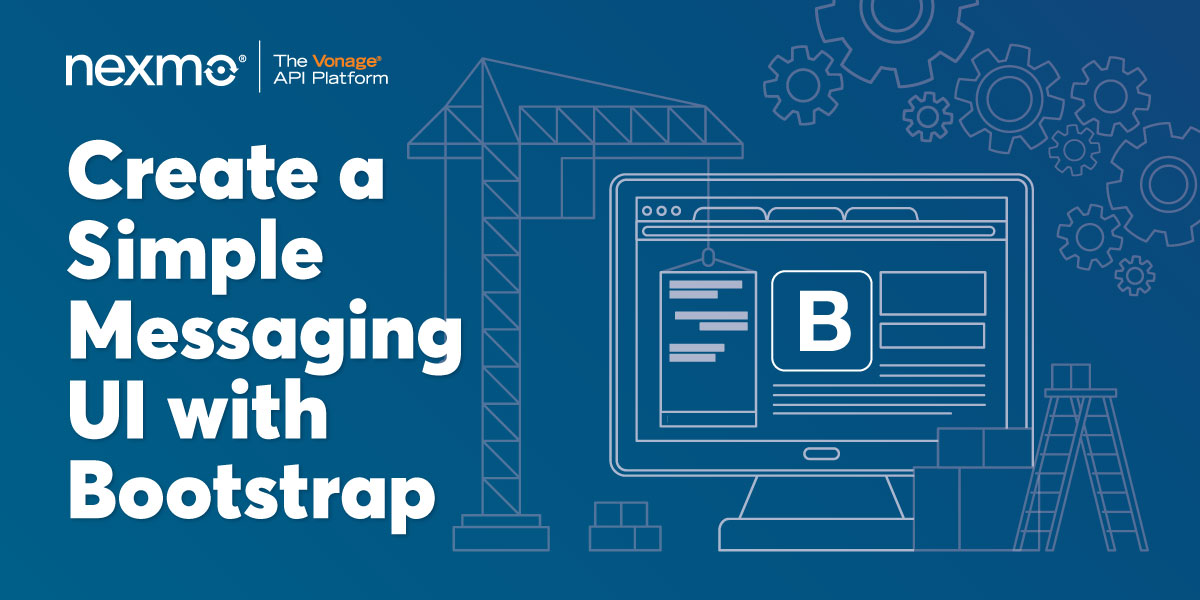 nexmo®
The Vonage®
API Platform
Create a
Simple
Messaging
UI with
Bootstrap
B